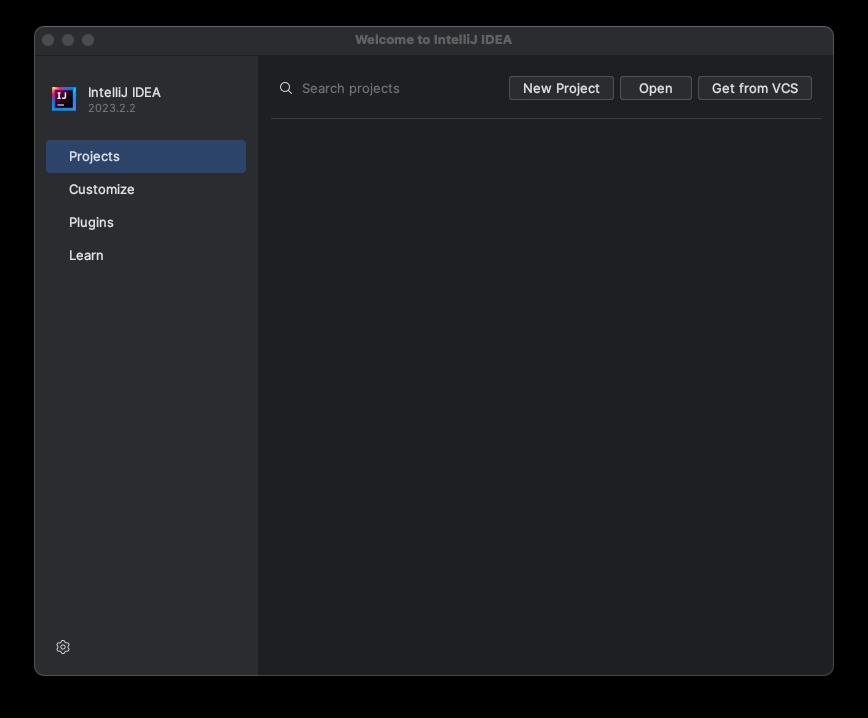 Welcome to IntelliJ IDEA
IJ
IntelliJ IDEA
2023.2.2
Projects
Customize
Plugins
Learn
Search projects
New Project
Open
Get from VCS